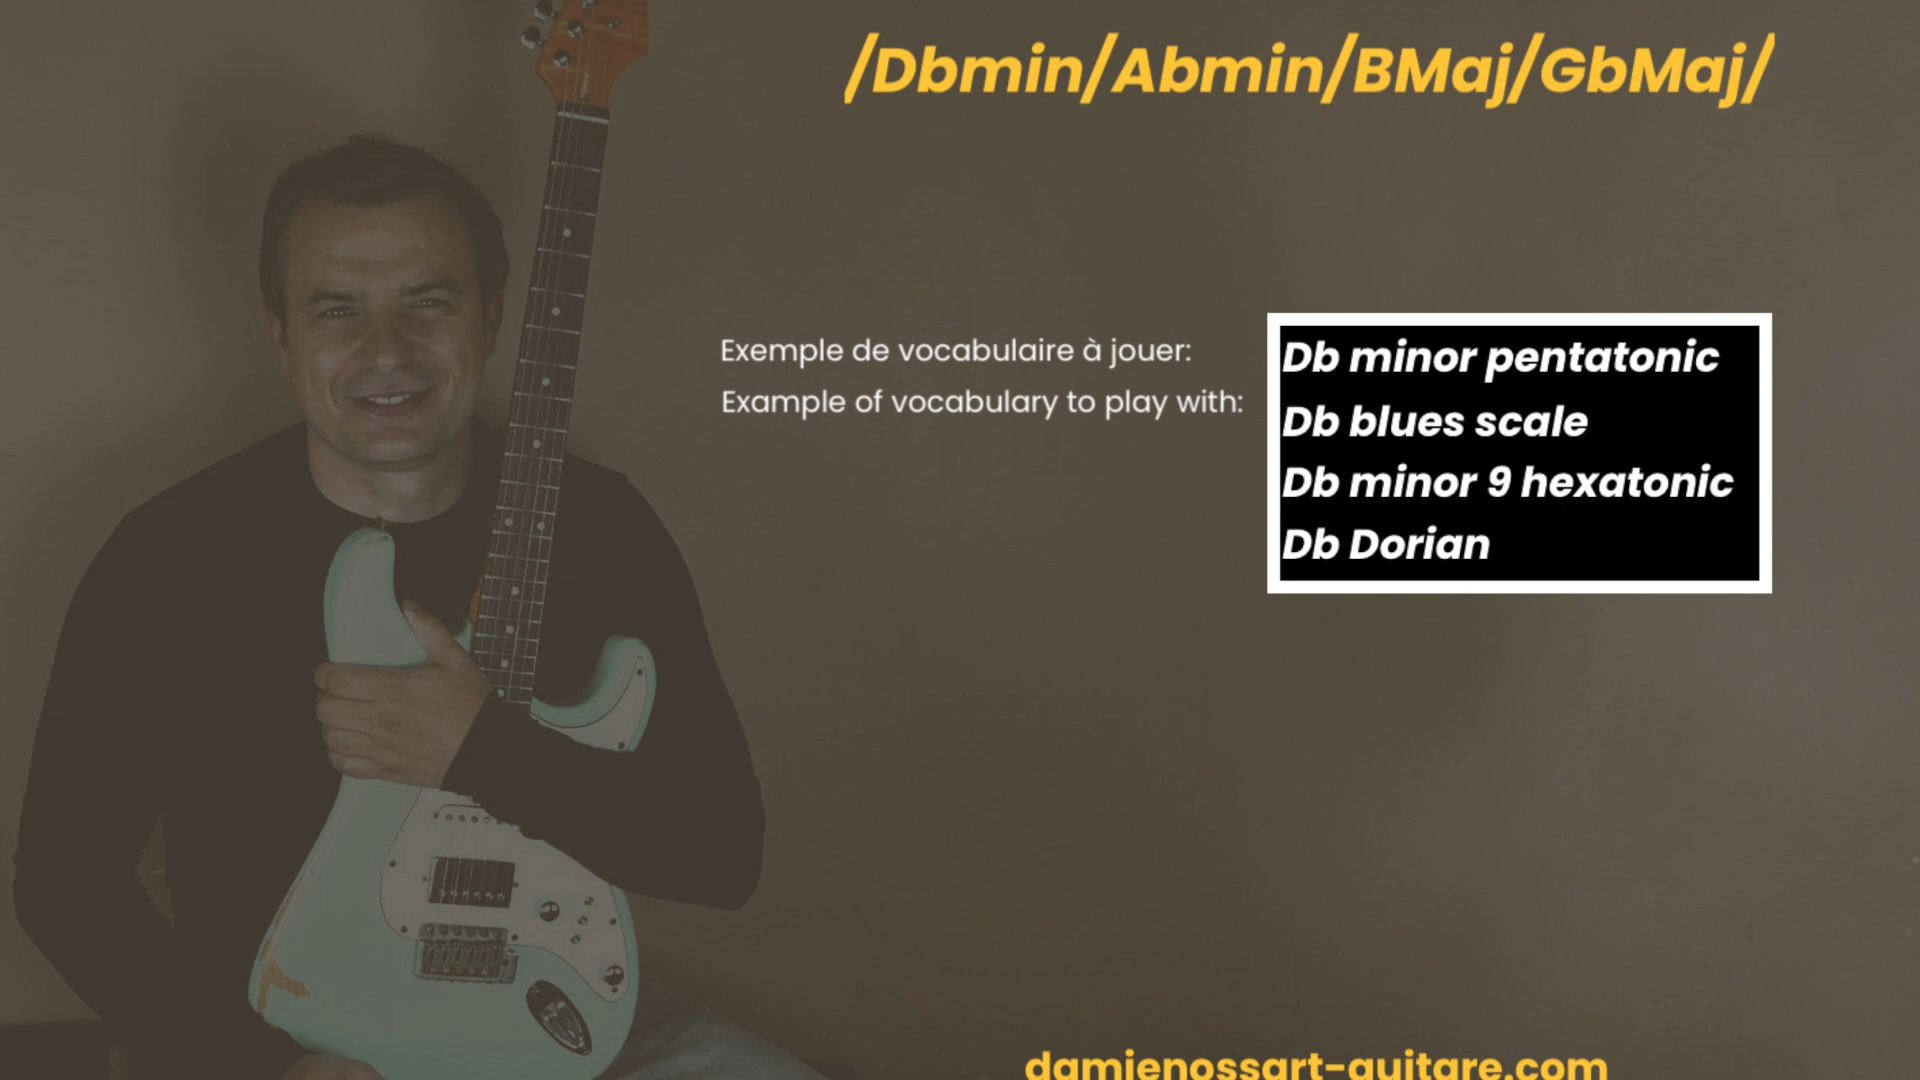 /Dbmin/Abmin/BMaj/GbMaj/
Exemple de vocabulaire à jouer:
Example of vocabulary to play with:
Db minor pentatonic
Db blues scale
Db minor 9 hexatonic
Db Dorian
damienossart-guitare.com